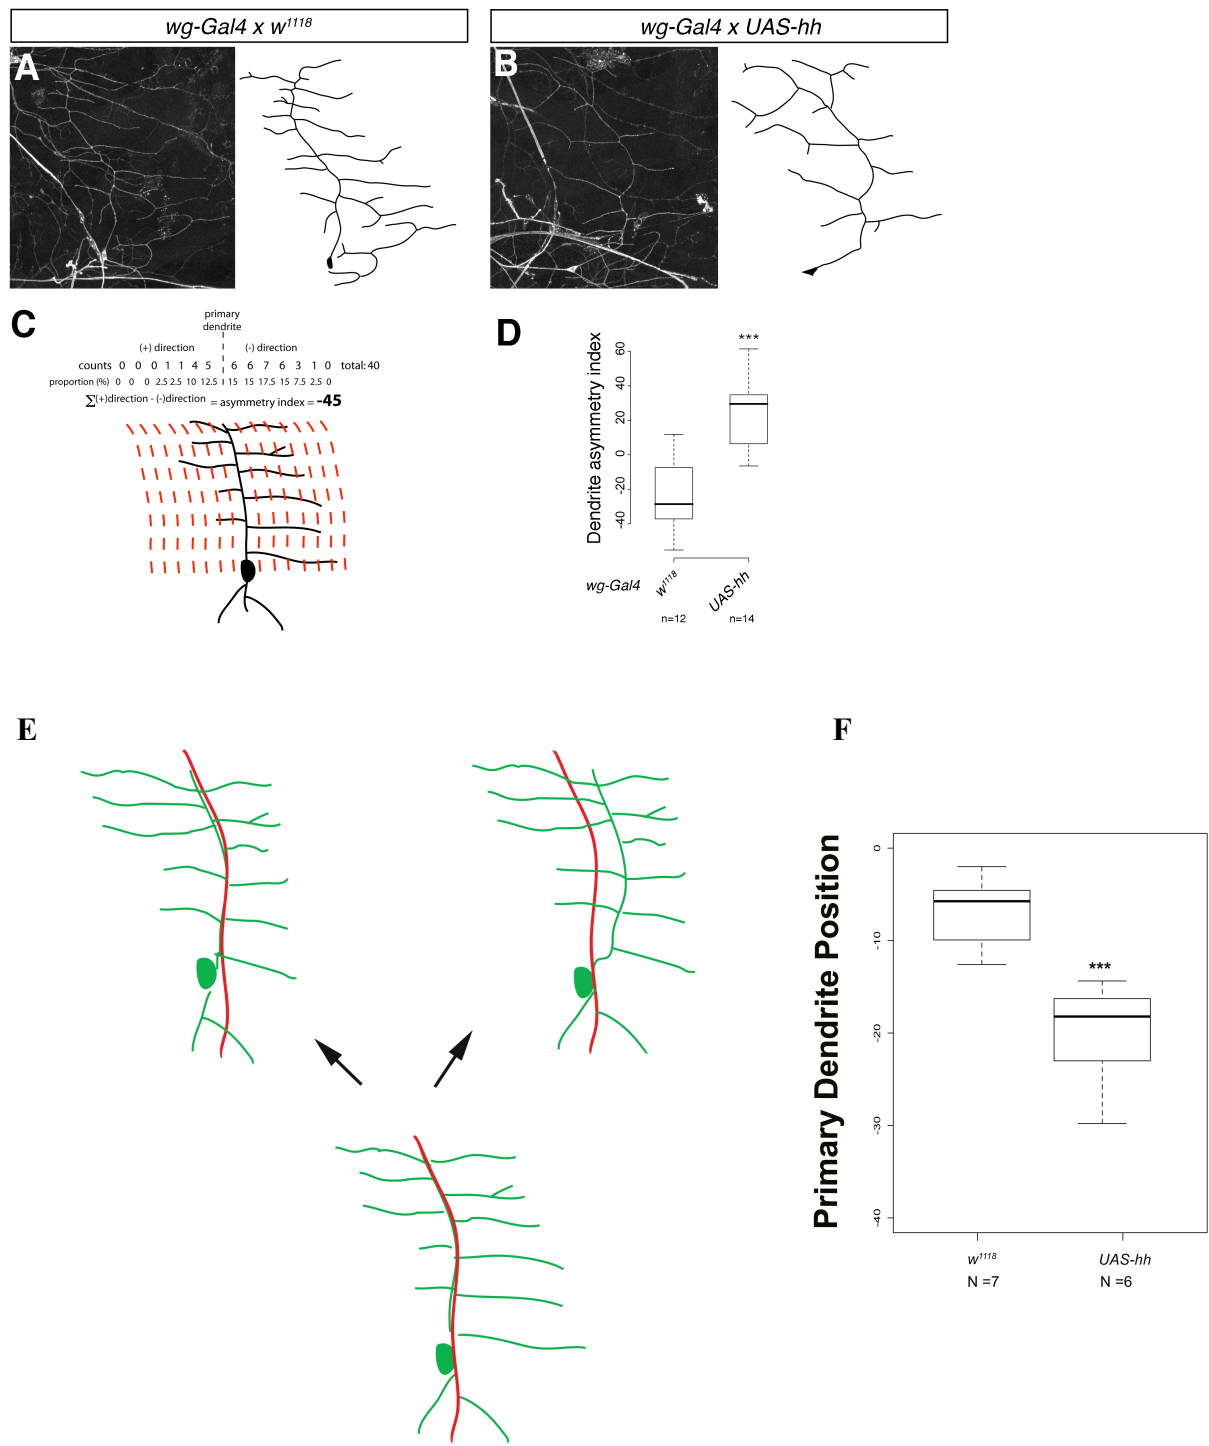 wg-Gal4 x w1118
wg-Gal4 x UAS-hh
A
B
C
primary
dendrite
(+) direction (-) direction
counts 0 0 0 1 1 4 5 6 6 7 6 3 1 0 total:40
proportion (%) 0 0 0 2.5 2.5 10 12.5 15 15 17.5 15 7.5 2.5 0
∑(+)direction - (-)direction = asymmetry index = -45
D
Dendrite asymmetry index
60
40
20
0
-20
-40
***
wg-Gal4
w1118
UAS-hh
n=12 n=14
E
F
Primary Dendrite Position
0
-10
-20
-30
-40
***
w1118 UAS-hh
N =7 N =6